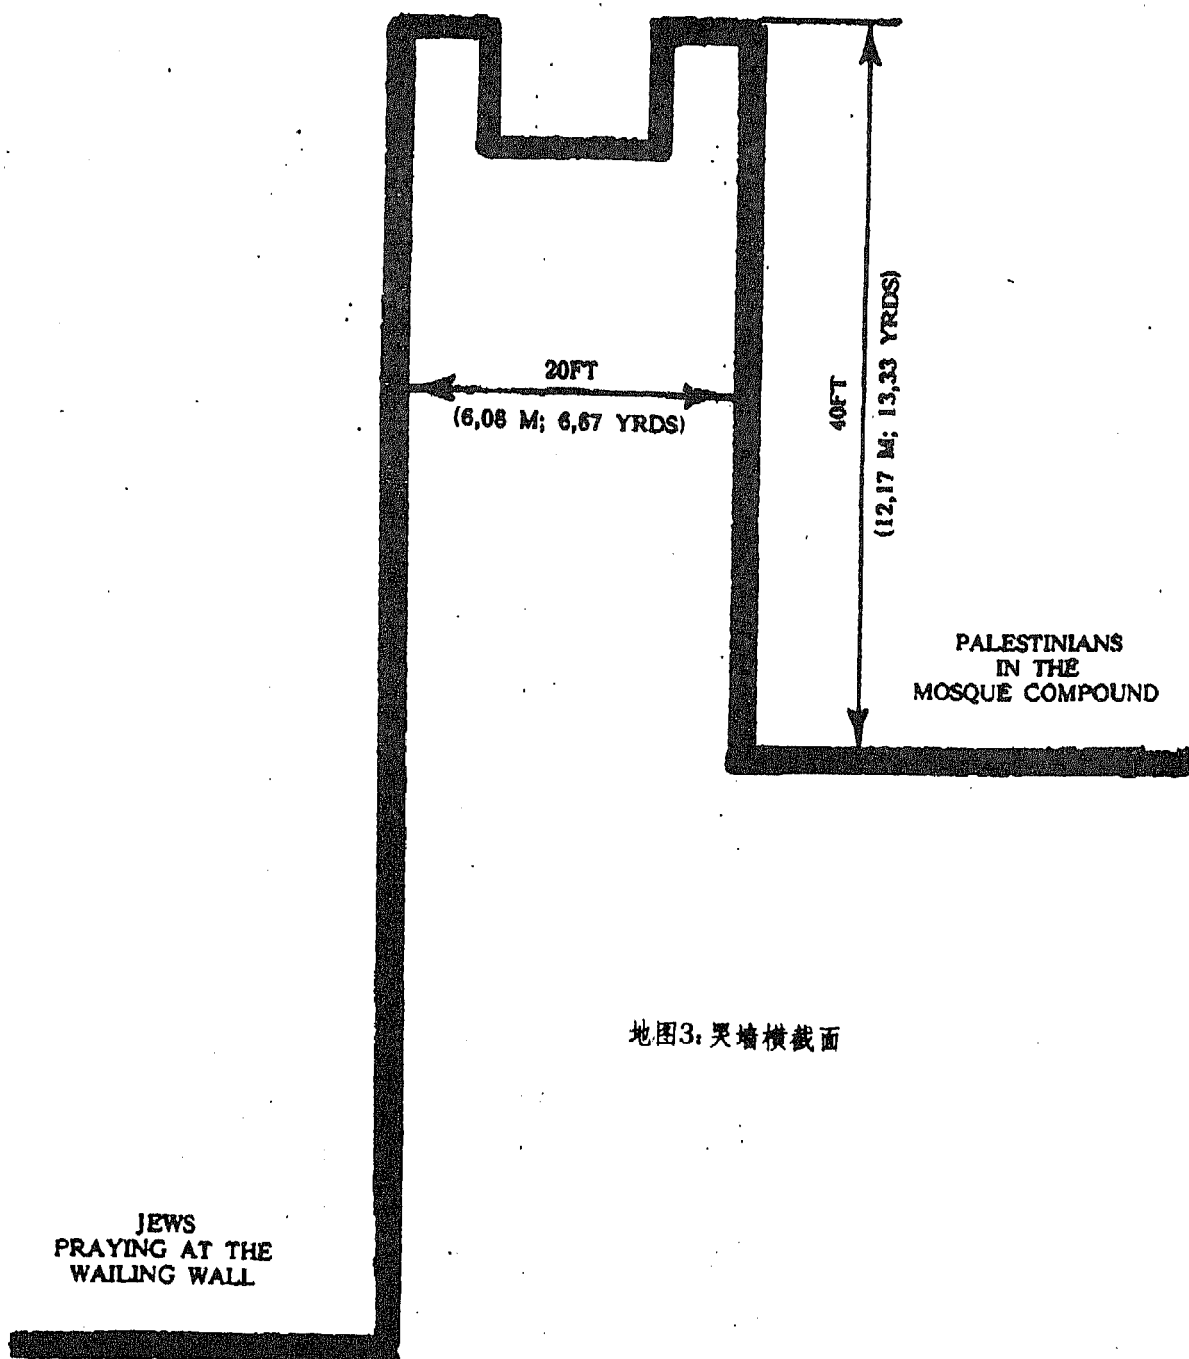 20FT
(6,08 M; 6,67 YRDS)
40FT
(12,17 M; 13,33 YRDS)
PALESTINIANS
IN THE
MOSQUE COMPOUND
地图3: 哭墙横截面
JEWS
PRAYING AT THE
WAILING WALL